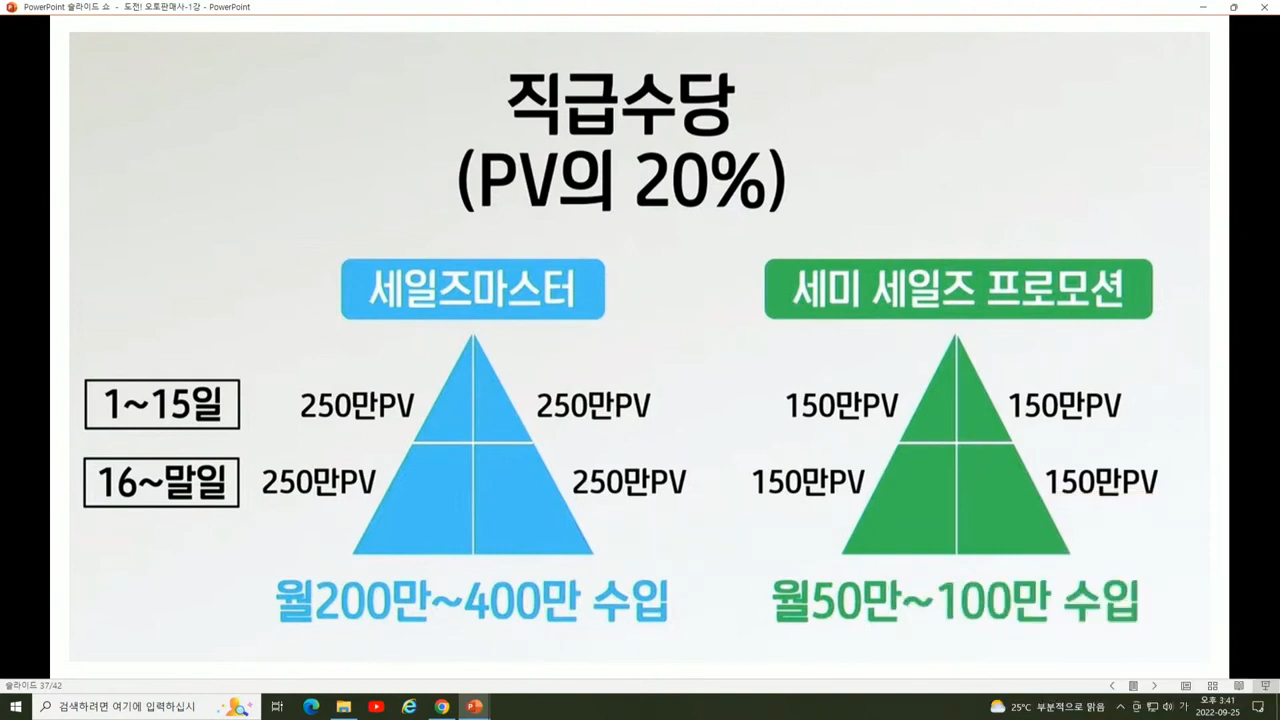 PowerPoint 슬라이드 쇼 - 도전! 오토판매사-1강 - PowerPoint
직급수당
(PV의 20%)
세일즈마스터
세미 세일즈 프로모션
1~15일
250만PV
250만PV
150만PV
150만PV
16~말일
250만PV
250만PV
150만PV
150만PV
월200만~400만 수입
월50만~100만 수입
슬라이드 37/42
검색하려면 여기에 입력하십시
25°C 부분적으로 맑음
가
오후 3:41
2022-09-25